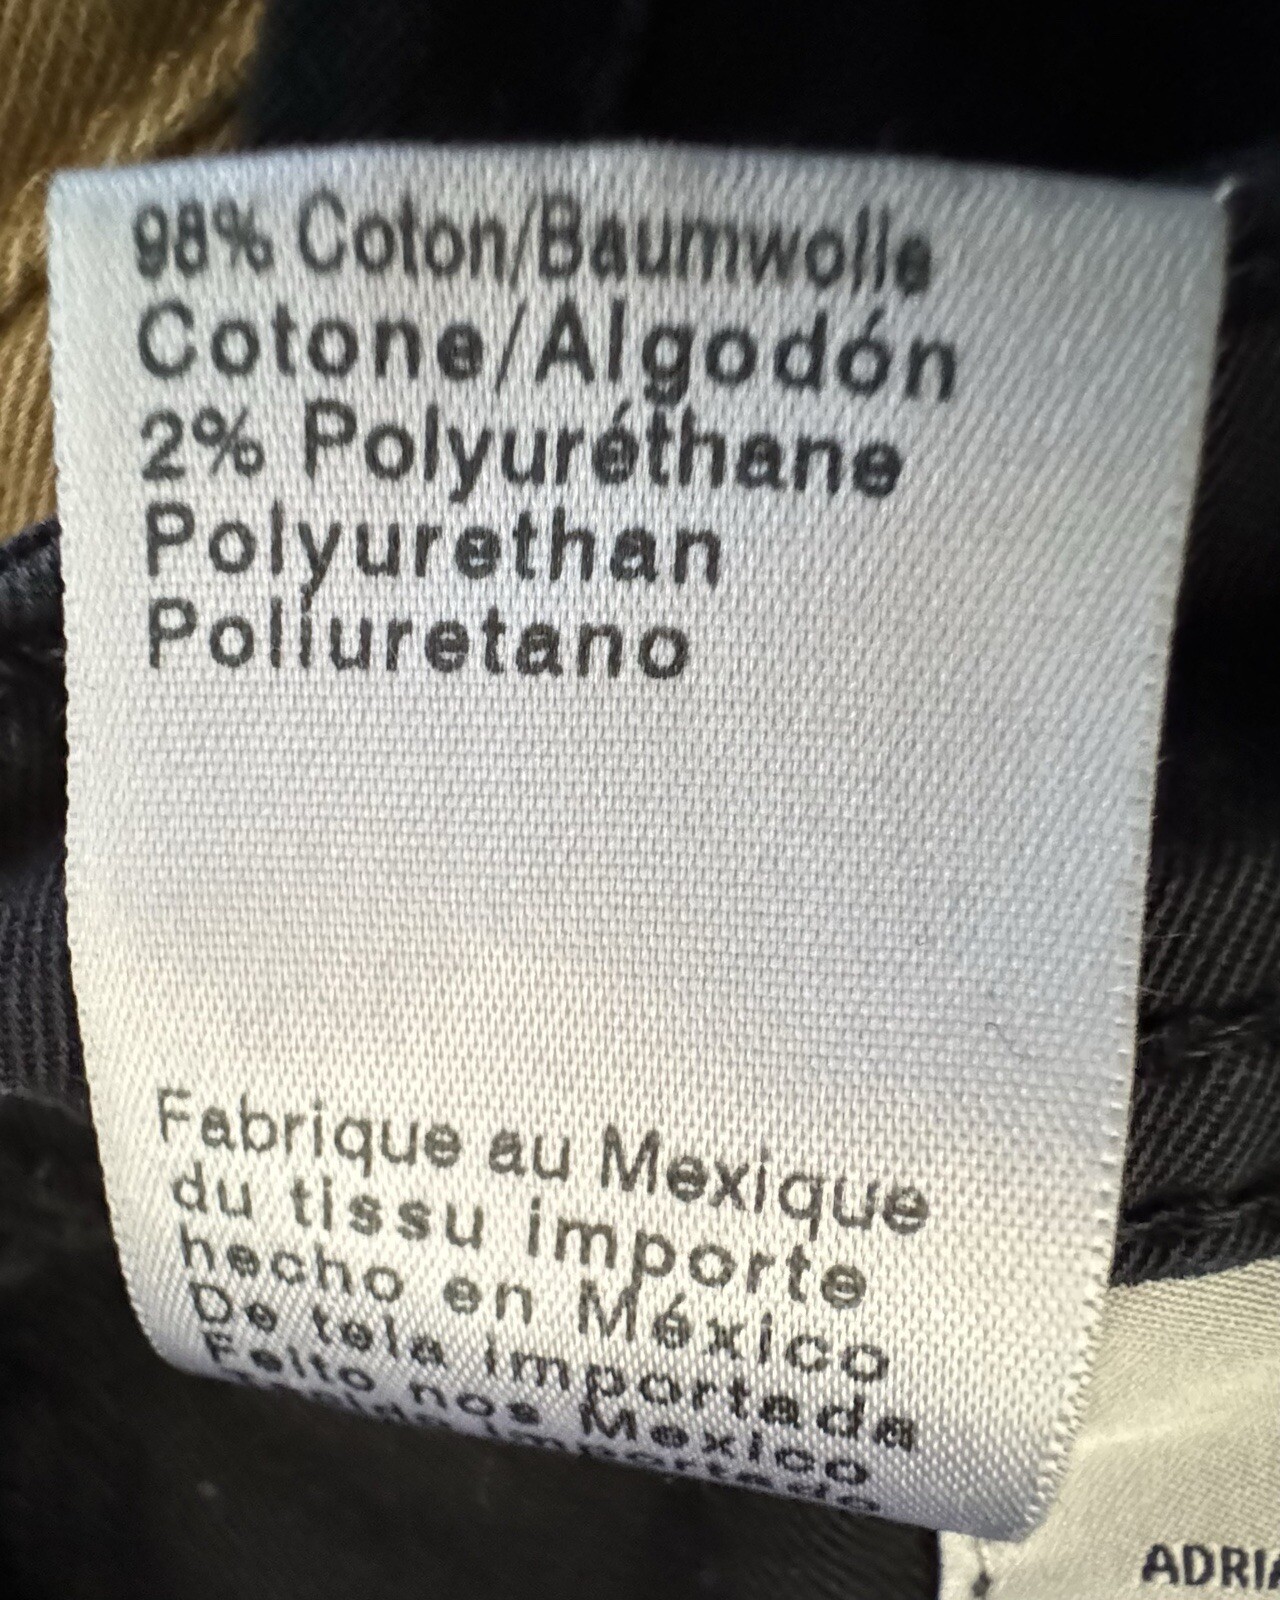 98% Coton/Baumwolle
Cotone/Algodón
2% Polyuréthane
Polyurethan
Poliuretano
Fabrique au Mexique
du tissu importe
hecho en México
De tela importada
Feito nos Mexico
importado
ADRIA